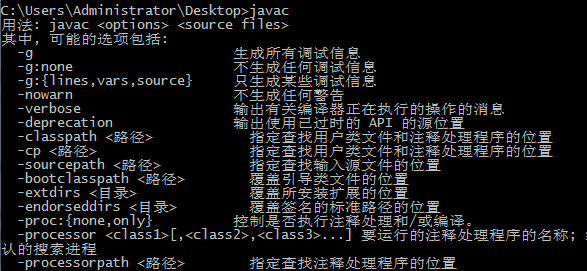 C:\Users\Administrator\Desktop>javac
用法: javac <options> <source files>
其中, 可能的选项包括:
-g 生成所有调试信息
-g:none 不生成任何调试信息
-g:{lines,vars,source} 只生成某些调试信息
-nowarn 不生成任何警告
-verbose 输出有关编译器正在执行的操作的消息
-deprecation 输出使用已过时的 API 的源位置
-classpath <路径> 指定查找用户类文件和注释处理程序的位置
-cp <路径> 指定查找用户类文件和注释处理程序的位置
-sourcepath <路径> 指定查找输入源文件的位置
-bootclasspath <路径> 覆盖引导类文件的位置
-extdirs <目录> 覆盖所安装扩展的位置
-endorseddirs <目录> 覆盖签名的标准路径的位置
-proc:{none,only} 控制是否执行注释处理和/或编译。
-processor <class1>[,<class2>,<class3>...] 要运行的注释处理程序的名称;
认的搜索进程
-processorpath <路径> 指定查找注释处理程序的位置